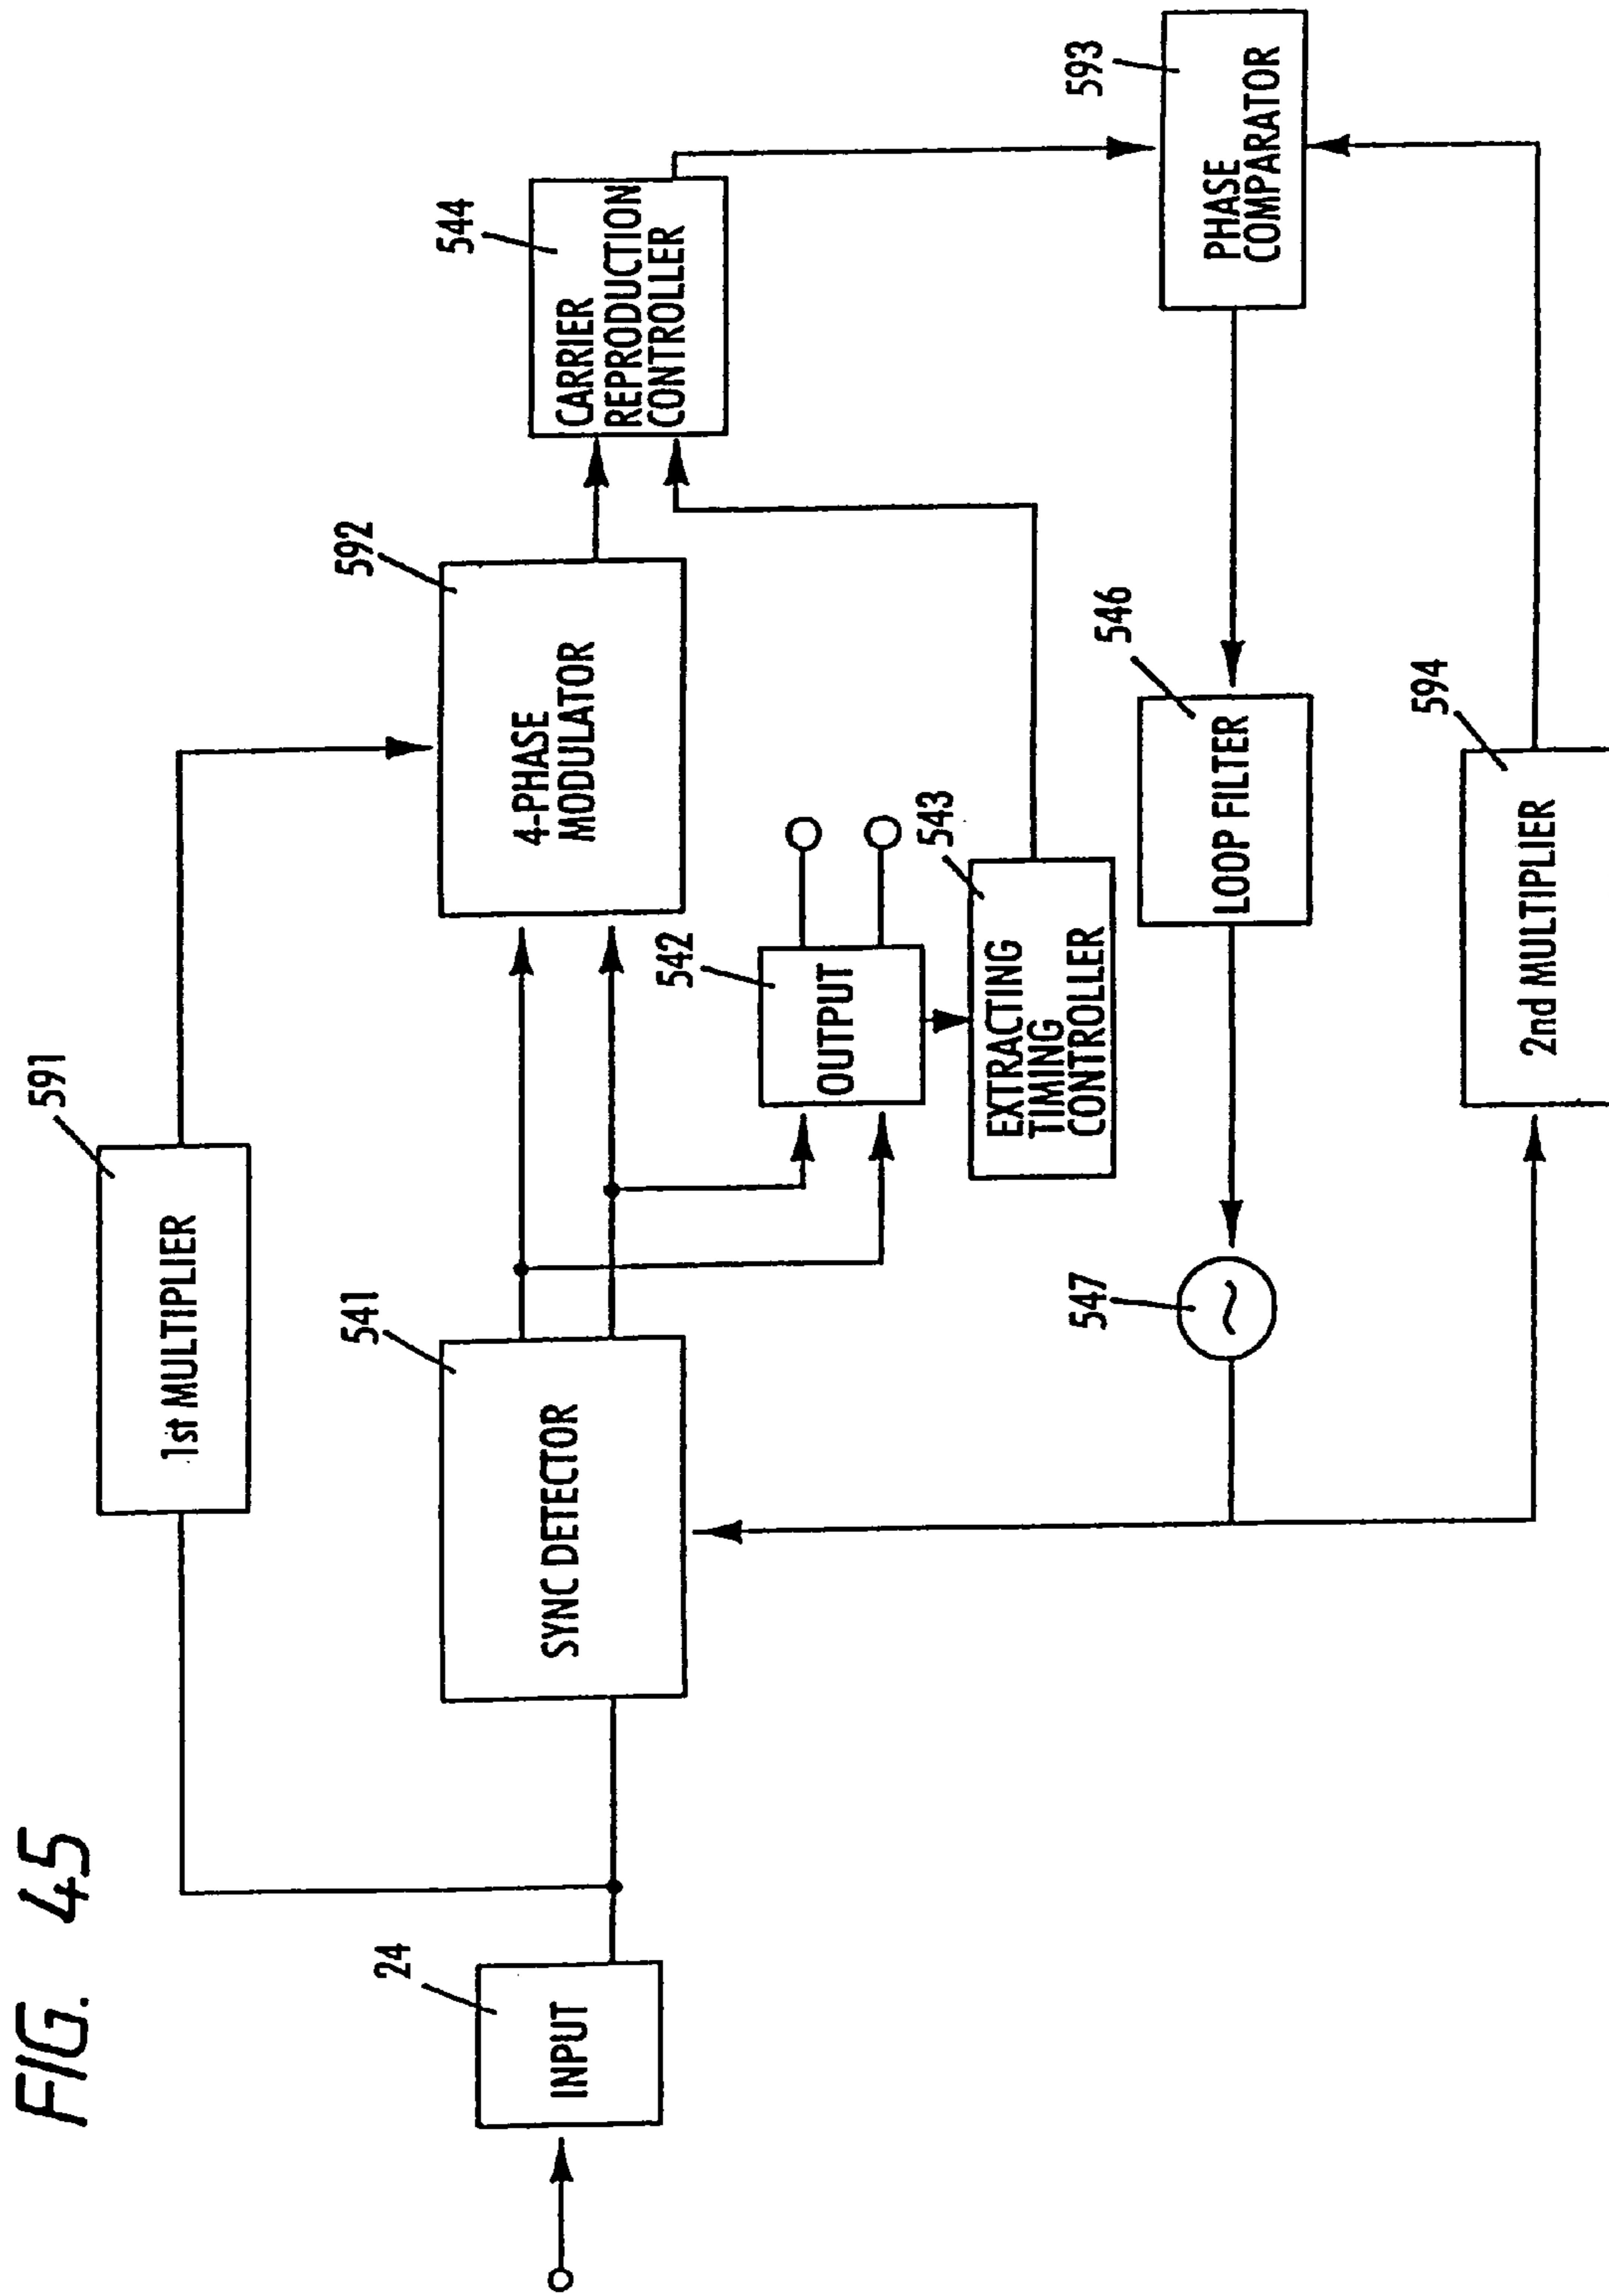 FIG. 45
591
1st MULTIPLIER
24
INPUT
541
SYNC DETECTOR
592
4-PHASE
MODULATOR
544
CARRIER
REPRODUCTION
CONTROLLER
542
OUTPUT
543
EXTRACTING
TIMING
CONTROLLER
547
~
546
LOOP FILTER
593
PHASE
COMPARATOR
594
2nd MULTIPLIER